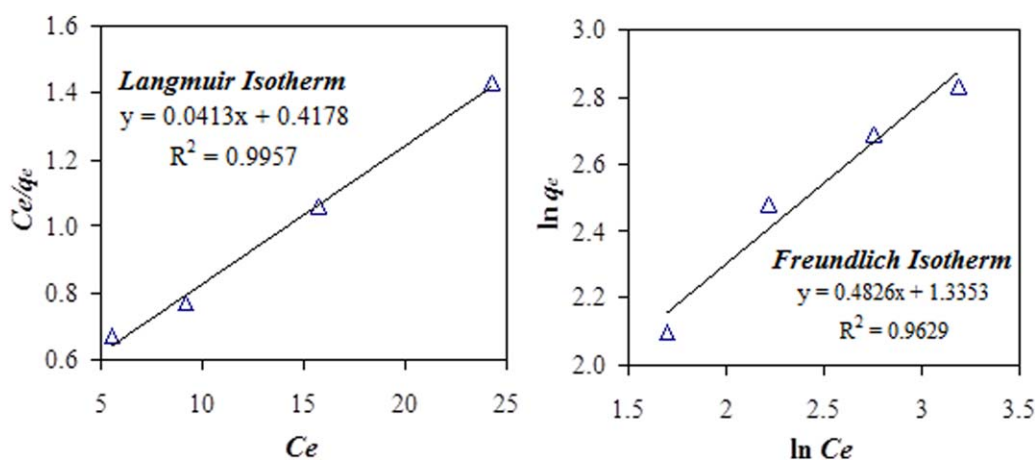 1.6
1.4
1.2
1.0
0.8
0.6
Ce/qe
Langmuir Isotherm
y = 0.0413x + 0.4178
R² = 0.9957
5
10
15
20
25
Ce
3.0
2.8
2.6
2.4
2.2
2.0
ln qe
Freundlich Isotherm
y = 0.4826x + 1.3353
R² = 0.9629
1.5
2
2.5
3
3.5
ln Ce